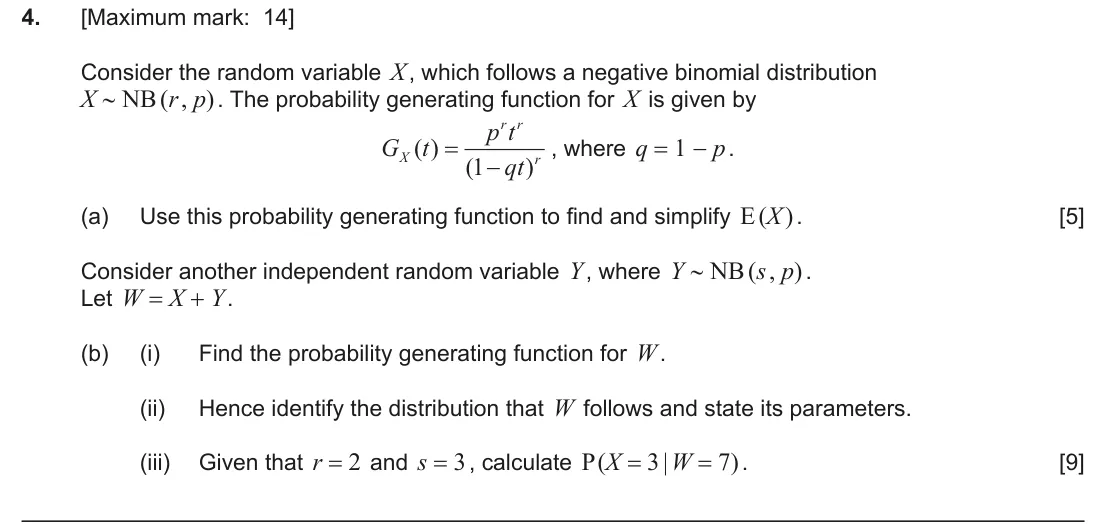 4. [Maximum mark: 14]
Consider the random variable X, which follows a negative binomial distribution
X ~ NB(r, p). The probability generating function for X is given by
G_X(t) = p^r t^r / (1 − qt)^r, where q = 1 − p.
(a) Use this probability generating function to find and simplify E(X). [5]
Consider another independent random variable Y, where Y ~ NB(s, p).
Let W = X + Y.
(b) (i) Find the probability generating function for W.
(ii) Hence identify the distribution that W follows and state its parameters.
(iii) Given that r = 2 and s = 3, calculate P(X = 3 | W = 7). [9]